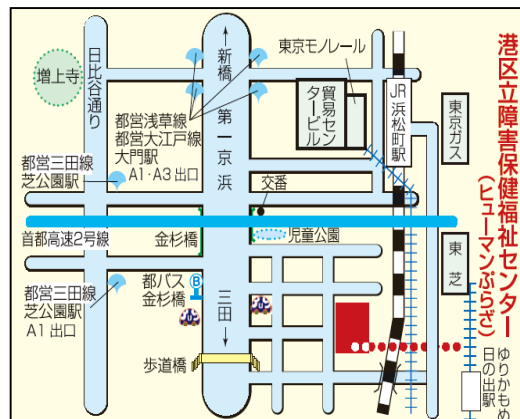 港区立障害保健福祉センター
（ヒューマンぷらざ）
増上寺
日比谷通り
←新橋
第一京浜
三田→
東京モノレール
貿易セン
タービル
JR浜松町駅
東京ガス
都営浅草線
都営大江戸線
大門駅
A1・A3出口
都営三田線
芝公園駅
交番
首都高速2号線
金杉橋
児童公園
東芝
都営三田線
芝公園駅
A1出口
都バス
金杉橋
B
歩道橋
ゆりかもめ
日の出駅